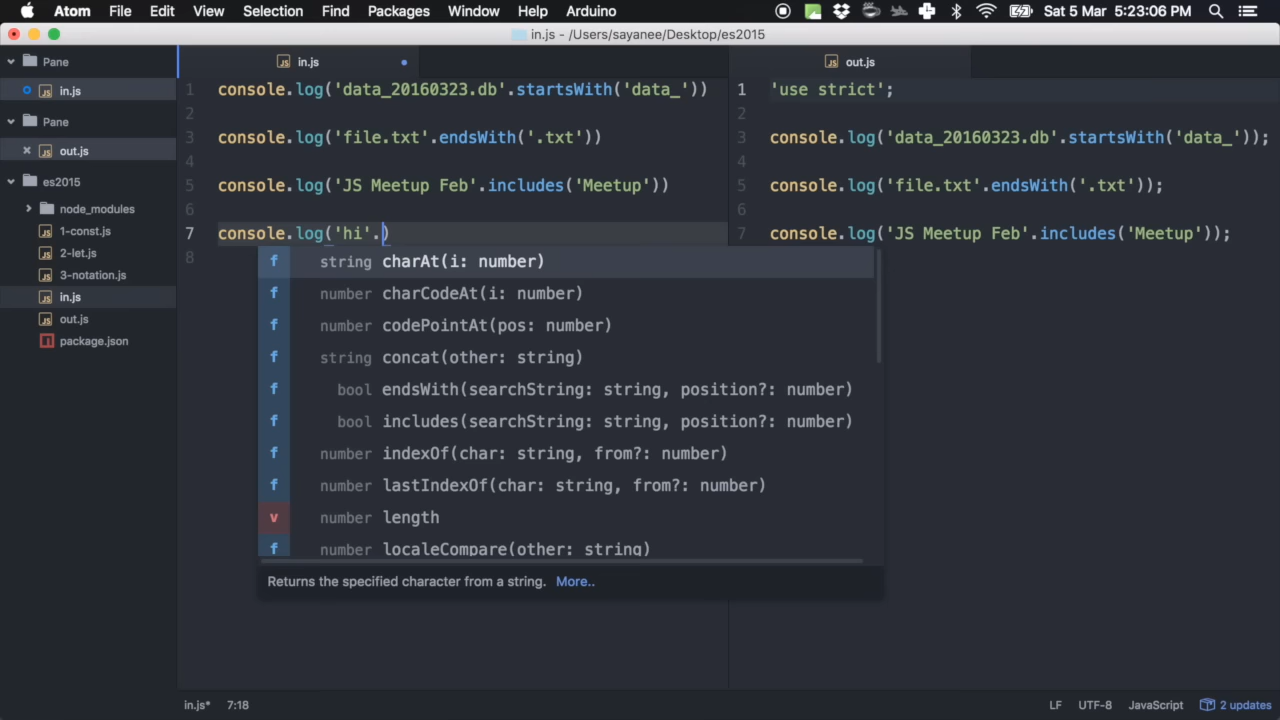 Atom File Edit View Selection Find Packages Window Help Arduino Sat 5 Mar 5:23:06 PM
in.js - /Users/sayanee/Desktop/es2015
Pane
in.js
Pane
out.js
es2015
node_modules
1-const.js
2-let.js
3-notation.js
in.js
out.js
package.json
in.js
1 console.log('data_20160323.db'.startsWith('data_'))
2
3 console.log('file.txt'.endsWith('.txt'))
4
5 console.log('JS Meetup Feb'.includes('Meetup'))
6
7 console.log('hi'.)
8
f string charAt(i: number)
f number charCodeAt(i: number)
f number codePointAt(pos: number)
f string concat(other: string)
f bool endsWith(searchString: string, position?: number)
f bool includes(searchString: string, position?: number)
f number indexOf(char: string, from?: number)
f number lastIndexOf(char: string, from?: number)
v number length
f number localeCompare(other: string)
Returns the specified character from a string. More..
out.js
1 'use strict';
2
3 console.log('data_20160323.db'.startsWith('data_'));
4
5 console.log('file.txt'.endsWith('.txt'));
6
7 console.log('JS Meetup Feb'.includes('Meetup'));
in.js* 7:18 LF UTF-8 JavaScript 2 updates